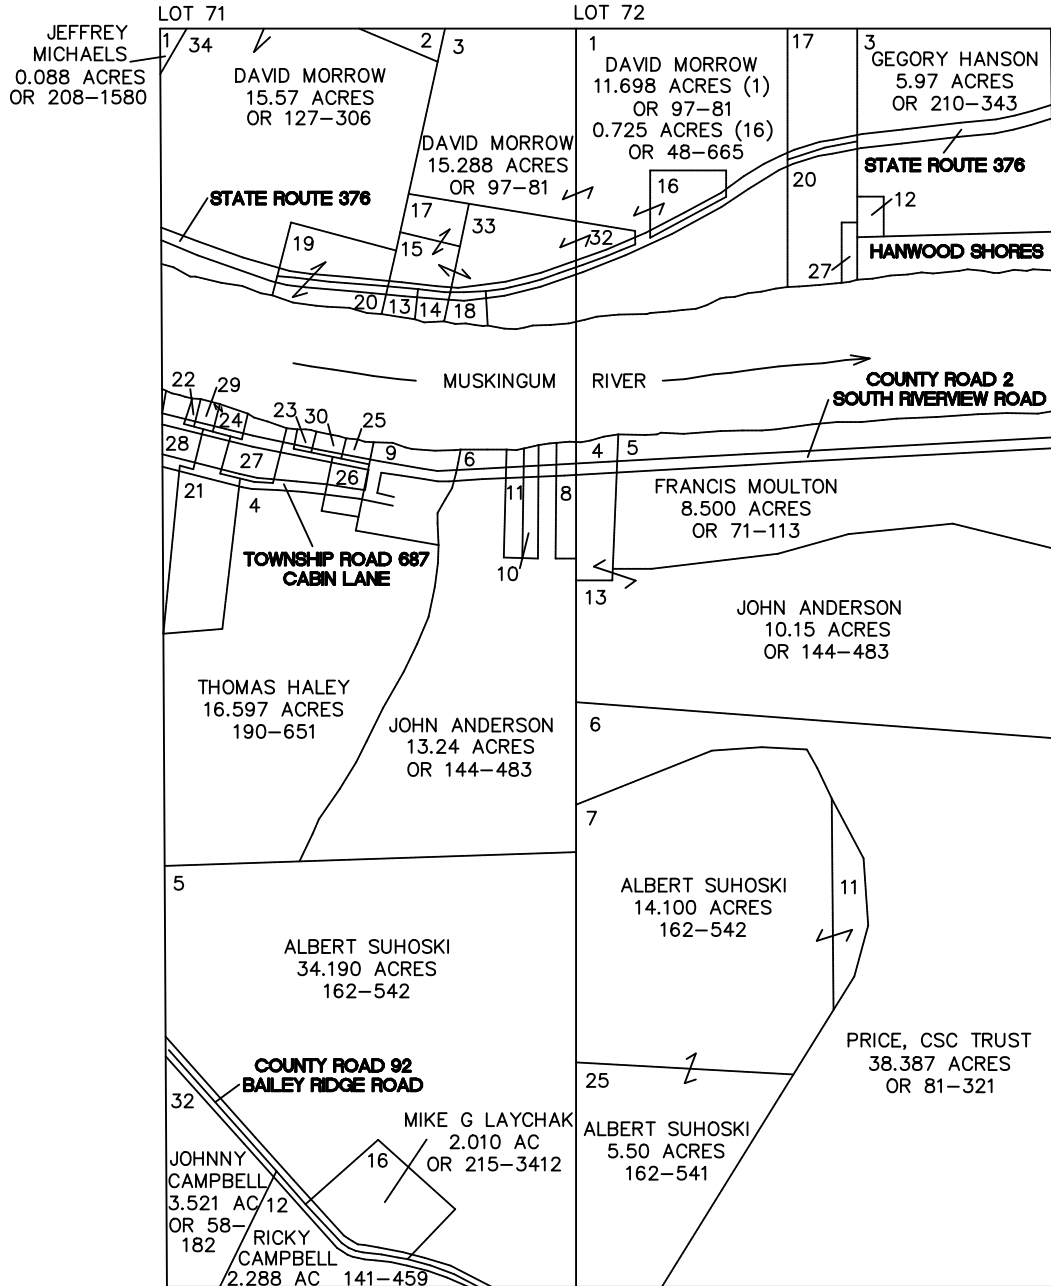 LOT 71
LOT 72
JEFFREY
MICHAELS
0.088 ACRES
OR 208-1580
1
34
2
3
1
17
3
DAVID MORROW
15.57 ACRES
OR 127-306
DAVID MORROW
11.698 ACRES (1)
OR 97-81
0.725 ACRES (16)
OR 48-665
GEGORY HANSON
5.97 ACRES
OR 210-343
DAVID MORROW
15.288 ACRES
OR 97-81
STATE ROUTE 376
STATE ROUTE 376
16
20
12
17
33
32
19
15
HANWOOD SHORES
27
20
13
14
18
MUSKINGUM RIVER
COUNTY ROAD 2
SOUTH RIVERVIEW ROAD
22
29
24
23
30
25
28
27
26
9
6
4
5
21
4
11
8
10
13
FRANCIS MOULTON
8.500 ACRES
OR 71-113
TOWNSHIP ROAD 687
CABIN LANE
JOHN ANDERSON
10.15 ACRES
OR 144-483
THOMAS HALEY
16.597 ACRES
190-651
JOHN ANDERSON
13.24 ACRES
OR 144-483
6
7
5
11
ALBERT SUHOSKI
14.100 ACRES
162-542
ALBERT SUHOSKI
34.190 ACRES
162-542
PRICE, CSC TRUST
38.387 ACRES
OR 81-321
COUNTY ROAD 92
BAILEY RIDGE ROAD
25
32
MIKE G LAYCHAK
2.010 AC
OR 215-3412
16
ALBERT SUHOSKI
5.50 ACRES
162-541
JOHNNY
CAMPBELL
3.521 AC
OR 58-
182
12
RICKY
CAMPBELL
2.288 AC 141-459